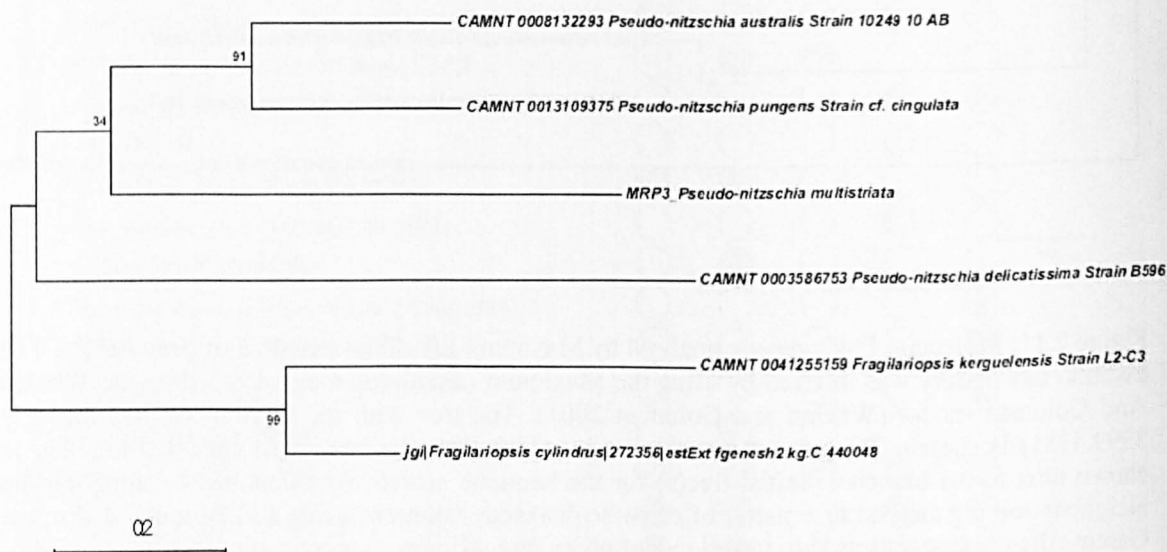 CAMNT 0008132293 Pseudo-nitzschia australis Strain 10249 10 AB
91
CAMNT 0013109375 Pseudo-nitzschia pungens Strain cf. cingulata
34
MRP3_Pseudo-nitzschia multistriata
CAMNT 0003586753 Pseudo-nitzschia delicatissima Strain B596
CAMNT 0041255159 Fragilariopsis kerguelensis Strain L2-C3
99
jgi|Fragilariopsis cylindrus|272356|estExt fgenesh2 kg.C 440048
0.2